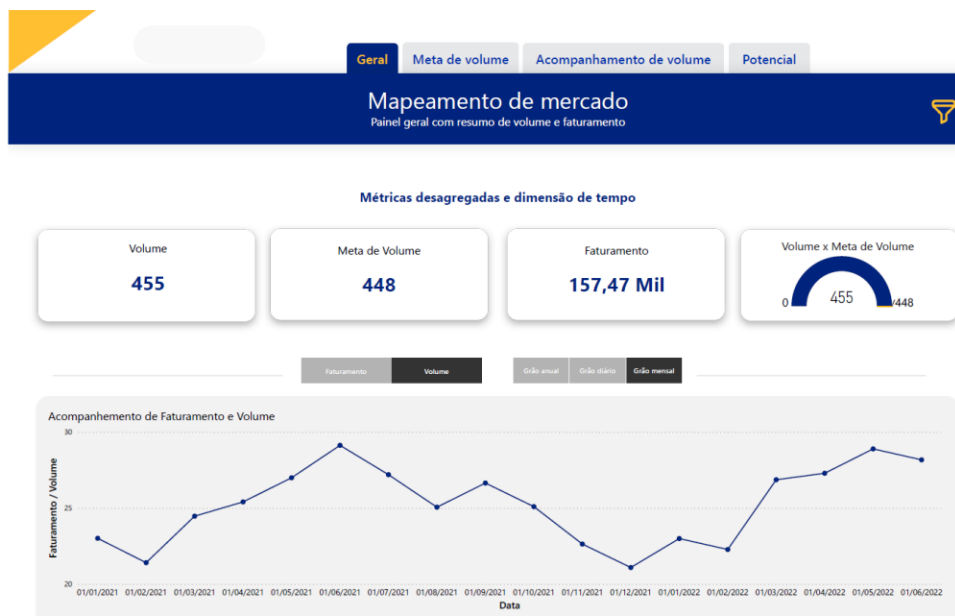 Geral Meta de volume Acompanhamento de volume Potencial
Mapeamento de mercado
Painel geral com resumo de volume e faturamento
Métricas desagregadas e dimensão de tempo
Volume
455
Meta de Volume
448
Faturamento
157,47 Mil
Volume x Meta de Volume
0 455 /448
Faturamento Volume Grão anual Grão diário Grão mensal
Acompanhemento de Faturamento e Volume
Faturamento / Volume
30
25
20
01/01/2021 01/02/2021 01/03/2021 01/04/2021 01/05/2021 01/06/2021 01/07/2021 01/08/2021 01/09/2021 01/10/2021 01/11/2021 01/12/2021 01/01/2022 01/02/2022 01/03/2022 01/04/2022 01/05/2022 01/06/2022
Data